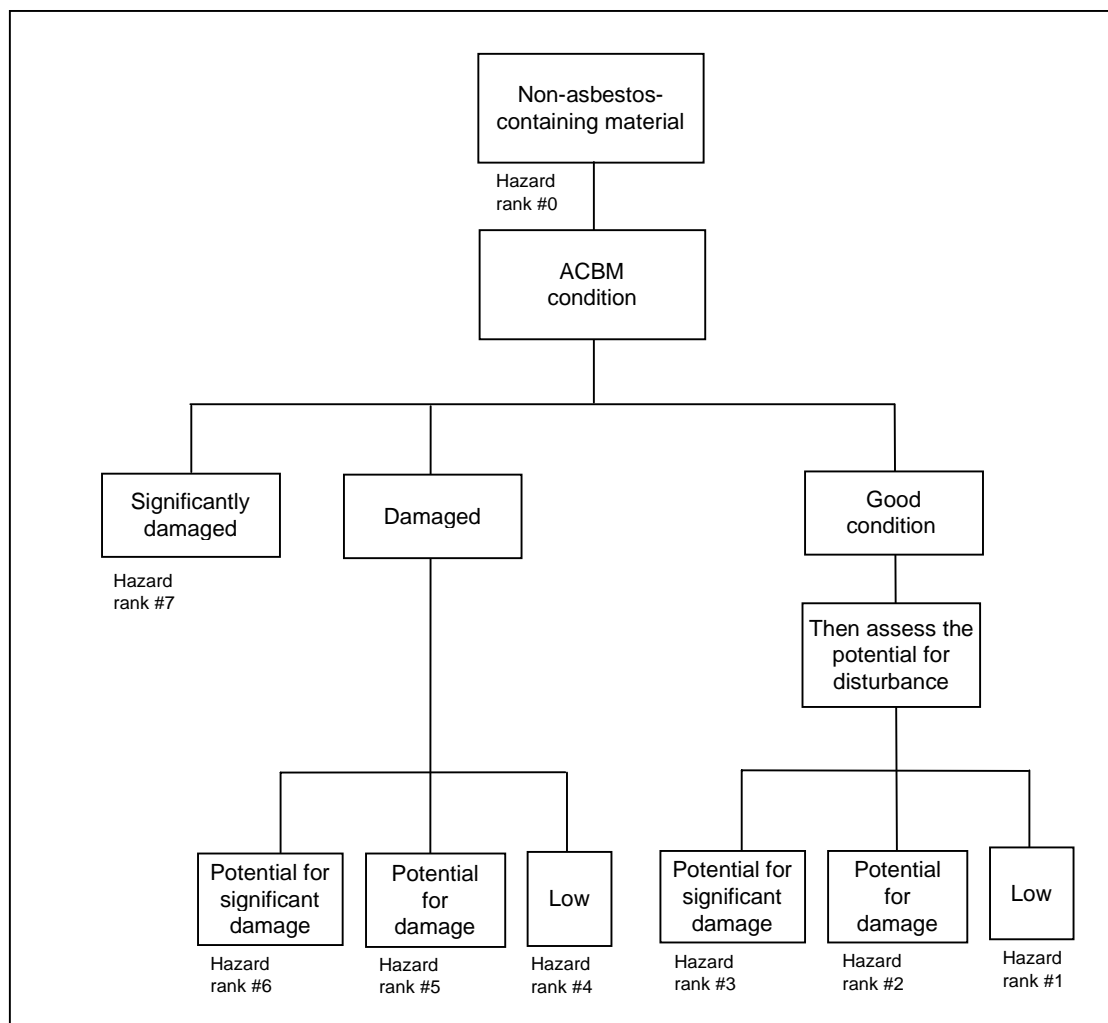 Non-asbestos-
containing material
Hazard
rank #0
ACBM
condition
Significantly
damaged
Hazard
rank #7
Damaged
Good
condition
Then assess the
potential for
disturbance
Potential for
significant
damage
Hazard
rank #6
Potential
for
damage
Hazard
rank #5
Low
Hazard
rank #4
Potential for
significant
damage
Hazard
rank #3
Potential
for
damage
Hazard
rank #2
Low
Hazard
rank #1